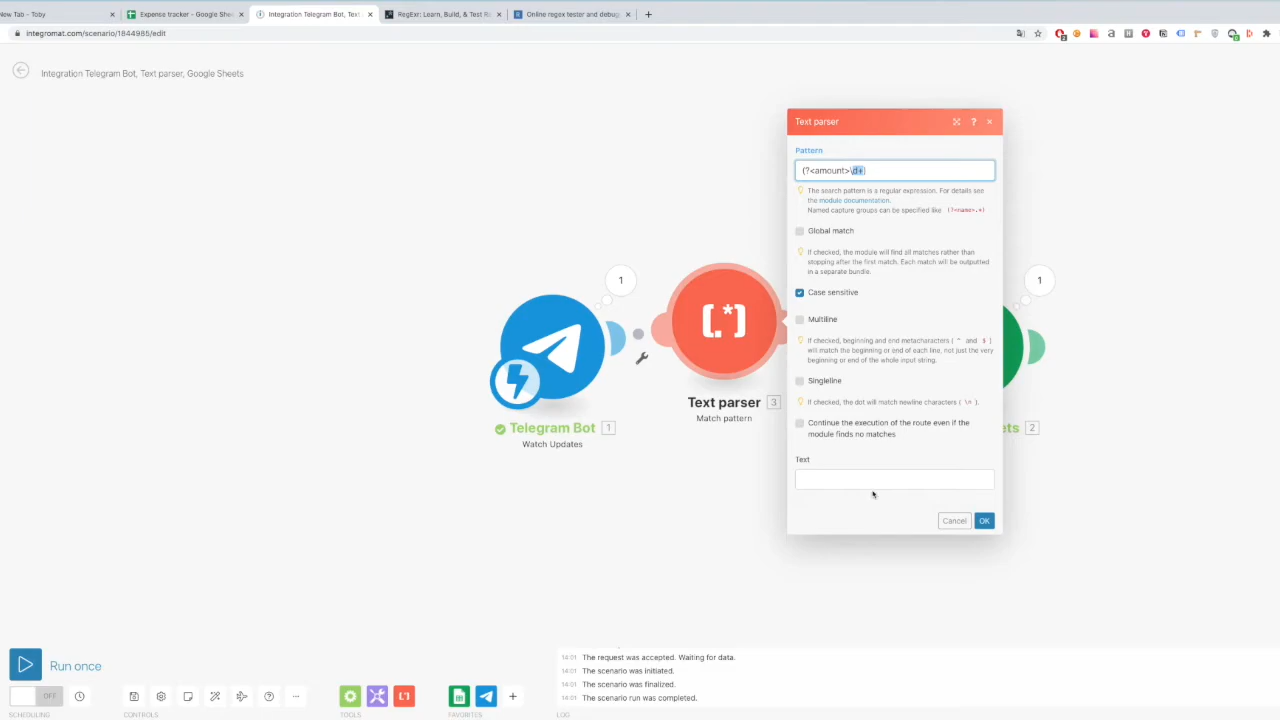 New Tab - Toby
Expense tracker - Google She
Integration Telegram Bot, Text
RegExr: Learn, Build, & Test R
Online regex tester and debug
integromat.com/scenario/1844985/edit
Integration Telegram Bot, Text parser, Google Sheets
Text parser
Pattern
(?<amount>\d+)
The search pattern is a regular expression. For details see
the module documentation.
Named capture groups can be specified like (?<name>.*)
Global match
If checked, the module will find all matches rather than
stopping after the first match. Each match will be outputted
in a separate bundle.
Case sensitive
Multiline
If checked, beginning and end metacharacters ( ^ and $ )
will match the beginning or end of each line, not just the very
beginning or end of the whole input string.
Singleline
If checked, the dot will match newline characters ( \n ).
Continue the execution of the route even if the
module finds no matches
Text
Cancel
OK
1
1
[.*]
Telegram Bot 1
Watch Updates
Text parser 3
Match pattern
ets 2
Run once
OFF
SCHEDULING
CONTROLS
TOOLS
FAVORITES
LOG
14:01 The request was accepted. Waiting for data.
14:01 The scenario was initiated.
14:01 The scenario was finalized.
14:01 The scenario run was completed.